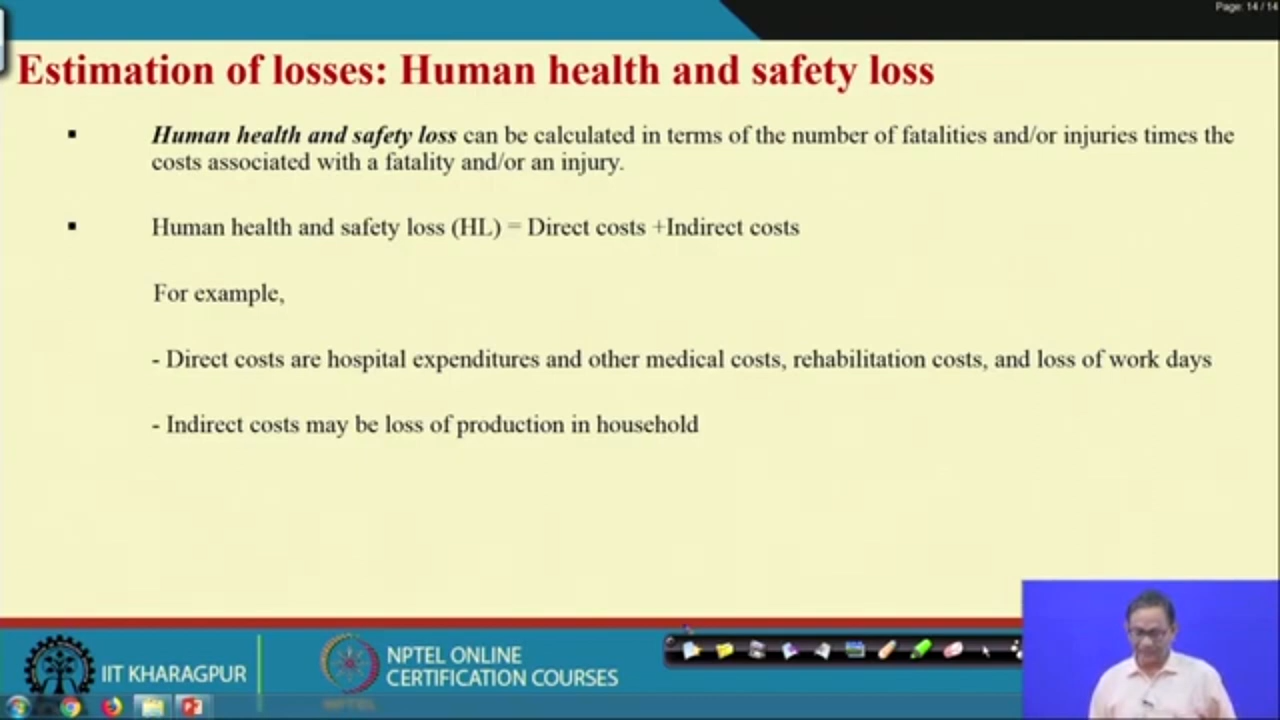 Page: 14 / 14
Estimation of losses: Human health and safety loss
▪ Human health and safety loss can be calculated in terms of the number of fatalities and/or injuries times the
costs associated with a fatality and/or an injury.
▪ Human health and safety loss (HL) = Direct costs +Indirect costs
For example,
- Direct costs are hospital expenditures and other medical costs, rehabilitation costs, and loss of work days
- Indirect costs may be loss of production in household
IIT KHARAGPUR
NPTEL ONLINE
CERTIFICATION COURSES